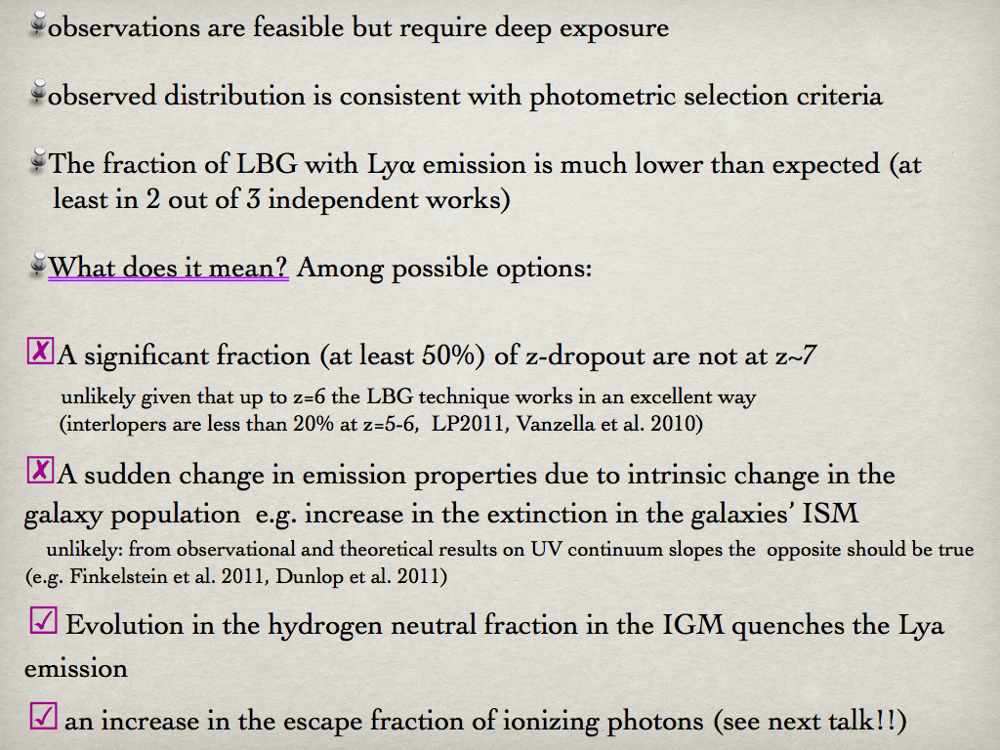 observations are feasible but require deep exposure
observed distribution is consistent with photometric selection criteria
The fraction of LBG with Lyα emission is much lower than expected (at
least in 2 out of 3 independent works)
What does it mean? Among possible options:
☒ A significant fraction (at least 50%) of z-dropout are not at z~7
unlikely given that up to z=6 the LBG technique works in an excellent way
(interlopers are less than 20% at z=5-6, LP2011, Vanzella et al. 2010)
☒ A sudden change in emission properties due to intrinsic change in the
galaxy population e.g. increase in the extinction in the galaxies’ ISM
unlikely: from observational and theoretical results on UV continuum slopes the opposite should be true
(e.g. Finkelstein et al. 2011, Dunlop et al. 2011)
☑ Evolution in the hydrogen neutral fraction in the IGM quenches the Lya
emission
☑ an increase in the escape fraction of ionizing photons (see next talk!!)